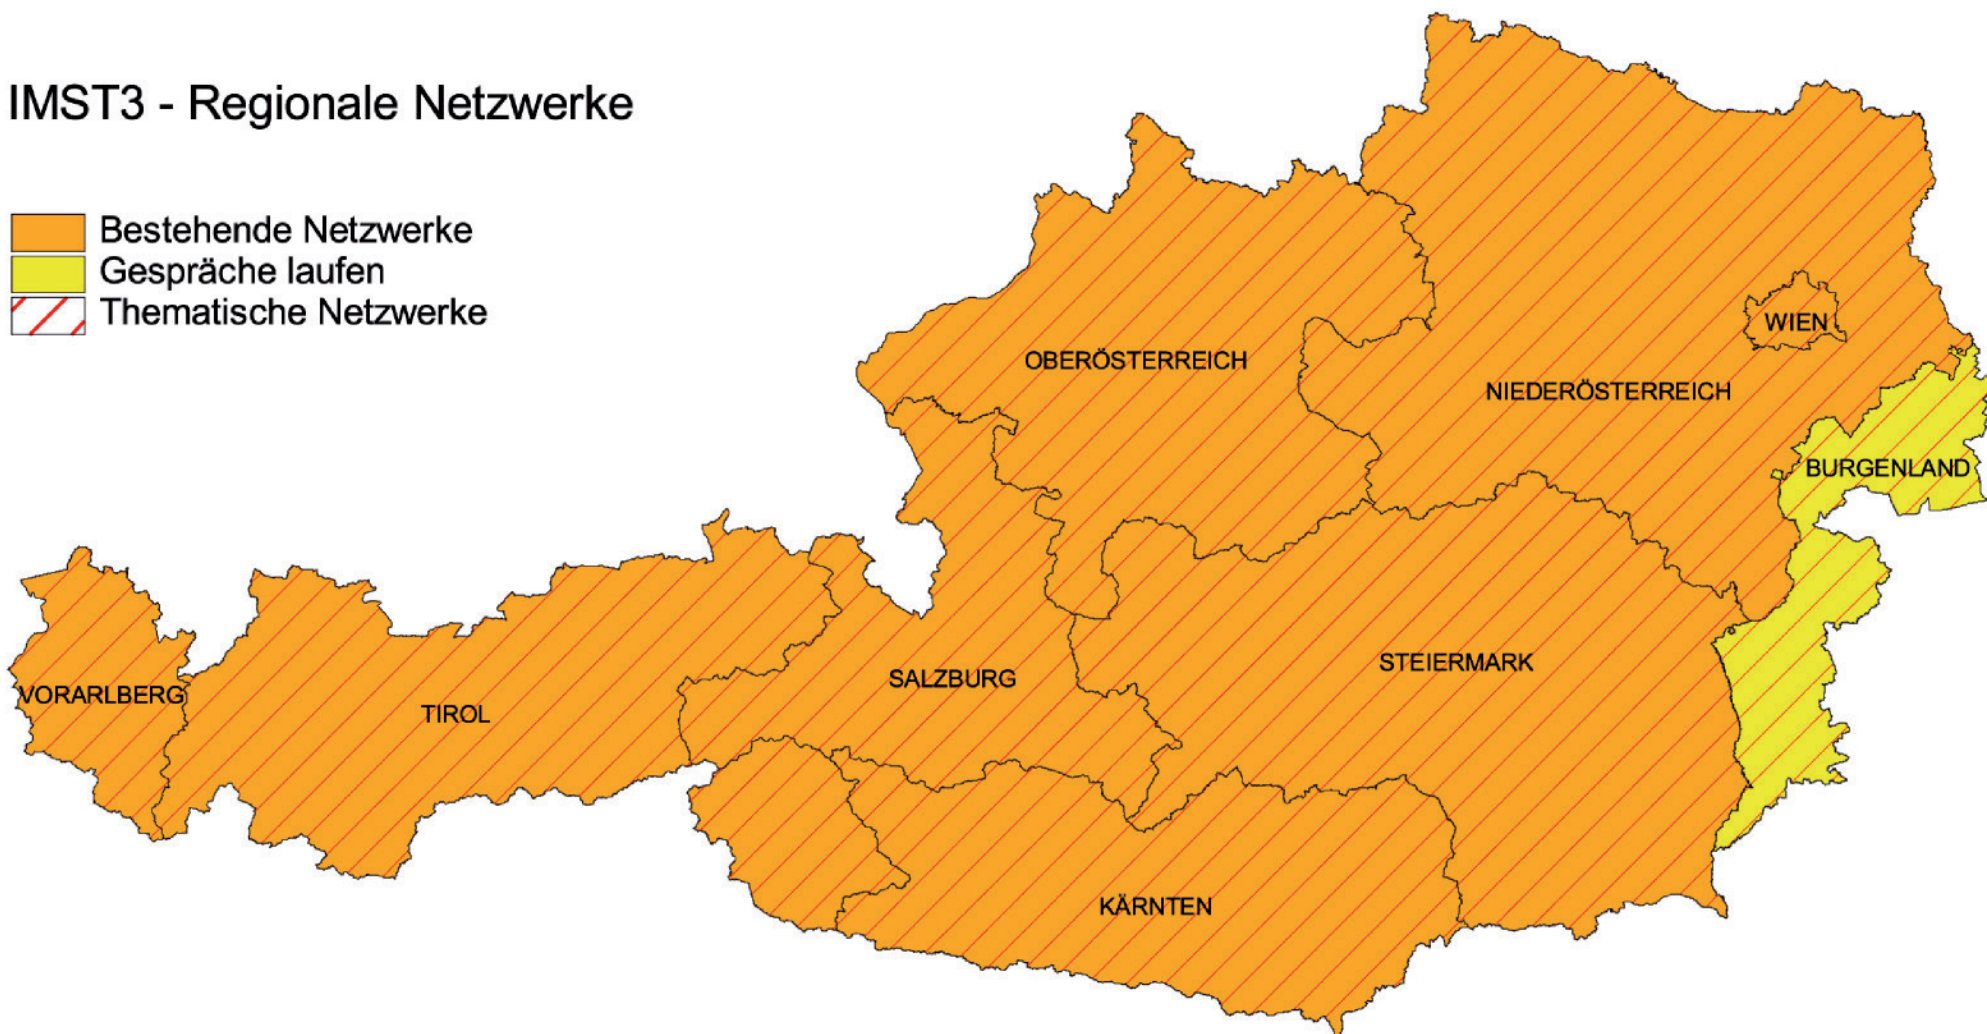 IMST3 - Regionale Netzwerke
Bestehende Netzwerke
Gespräche laufen
Thematische Netzwerke
WIEN
OBERÖSTERREICH
NIEDERÖSTERREICH
BURGENLAND
STEIERMARK
SALZBURG
VORARLBERG
TIROL
KÄRNTEN